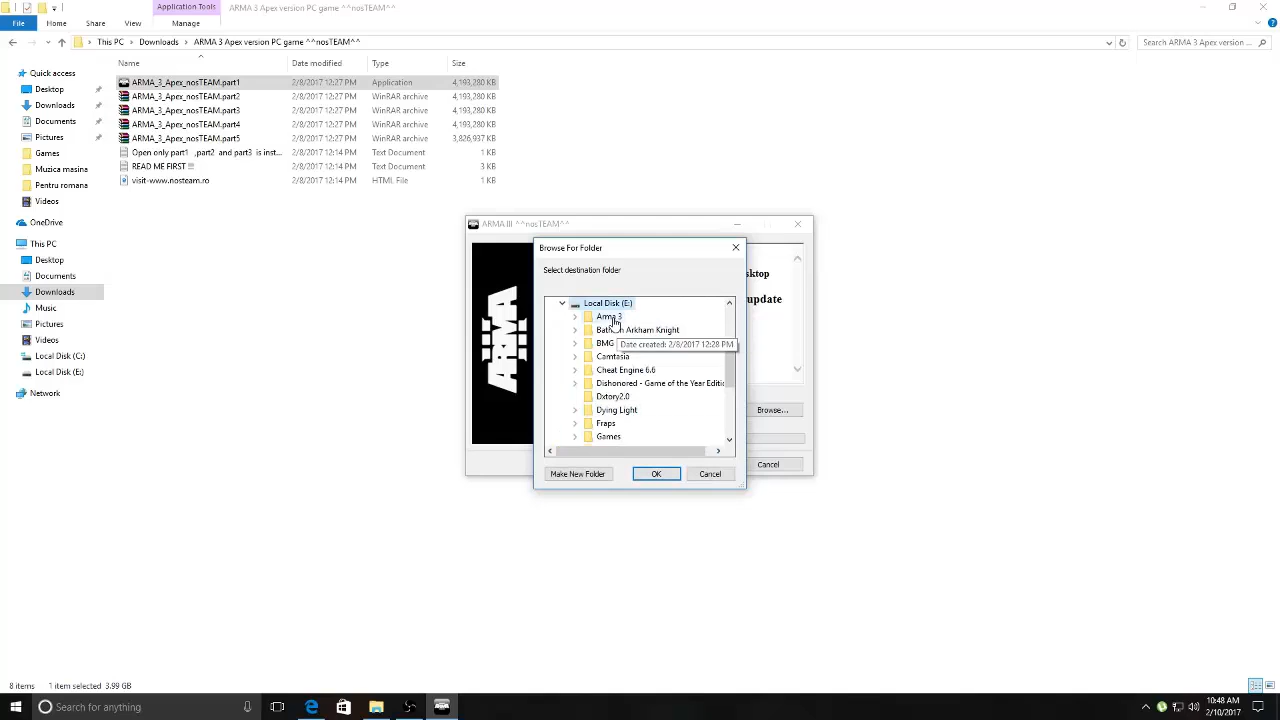 Application Tools
ARMA 3 Apex version PC game ^^nosTEAM^^
File Home Share View Manage
This PC Downloads ARMA 3 Apex version PC game ^^nosTEAM^^
Search ARMA 3 Apex version ...
Name Date modified Type Size
Quick access
Desktop
Downloads
Documents
Pictures
Games
Muzica masina
Pentru romana
Videos
OneDrive
This PC
Desktop
Documents
Downloads
Music
Pictures
Videos
Local Disk (C:)
Local Disk (E:)
Network
ARMA_3_Apex_nosTEAM.part1 2/8/2017 12:27 PM Application 4,193,280 KB
ARMA_3_Apex_nosTEAM.part2 2/8/2017 12:27 PM WinRAR archive 4,193,280 KB
ARMA_3_Apex_nosTEAM.part3 2/8/2017 12:27 PM WinRAR archive 4,193,280 KB
ARMA_3_Apex_nosTEAM.part4 2/8/2017 12:27 PM WinRAR archive 4,193,280 KB
ARMA_3_Apex_nosTEAM.part5 2/8/2017 12:27 PM WinRAR archive 3,826,937 KB
Open only part1 ,part2 and part3 is inst... 2/8/2017 12:14 PM Text Document 1 KB
READ ME FIRST !!! 2/8/2017 12:14 PM Text Document 3 KB
visit-www.nosteam.ro 2/8/2017 12:14 PM HTML File 1 KB
ARMA III ^^nosTEAM^^
ARMA
Browse For Folder
Select destination folder
Local Disk (E:)
Arma 3
Batman Arkham Knight
BMG
Date created: 2/8/2017 12:28 PM
Camtasia
Cheat Engine 6.6
Dishonored - Game of the Year Editio
Dxtory2.0
Dying Light
Fraps
Games
Make New Folder OK Cancel
update
Browse...
Cancel
8 items 1 item selected 3.99 GB
Search for anything
10:48 AM
2/10/2017